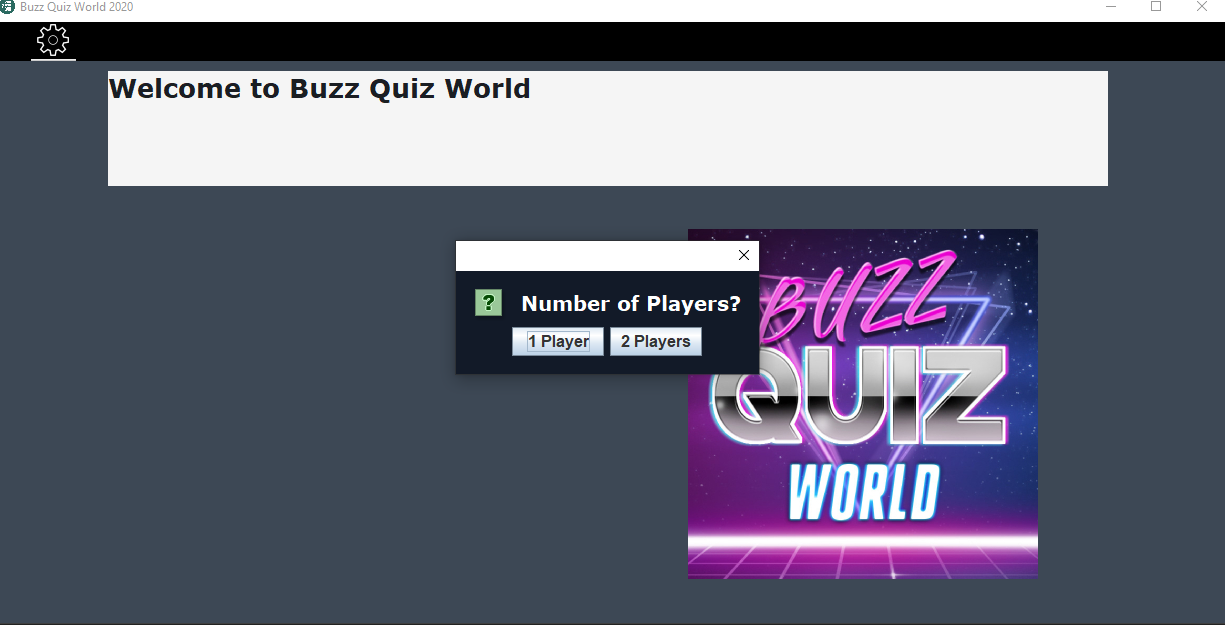 Buzz Quiz World 2020
Welcome to Buzz Quiz World
? Number of Players?
1 Player 2 Players
BUZZ
QUIZ
WORLD